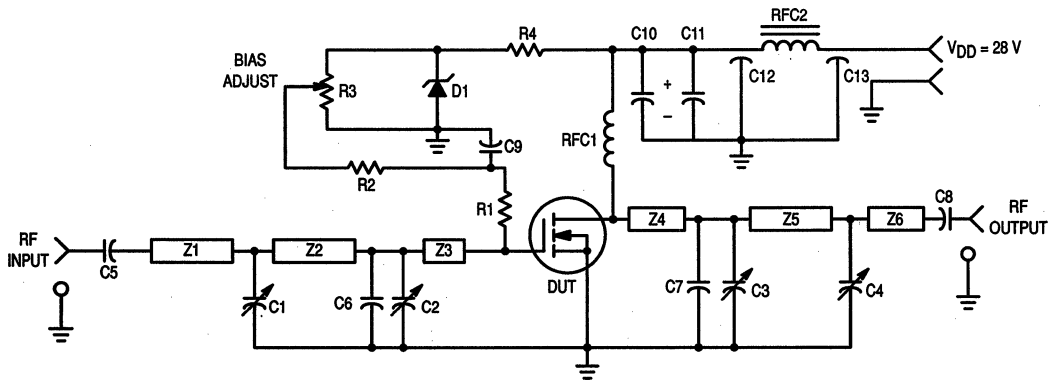 RFC2
R4
C10
C11
V_DD = 28 V
BIAS
ADJUST
R3
D1
+
–
C12
C13
C9
RFC1
R2
R1
RF
INPUT
C5
Z1
Z2
Z3
DUT
Z4
Z5
Z6
C8
RF
OUTPUT
C1
C6
C2
C7
C3
C4